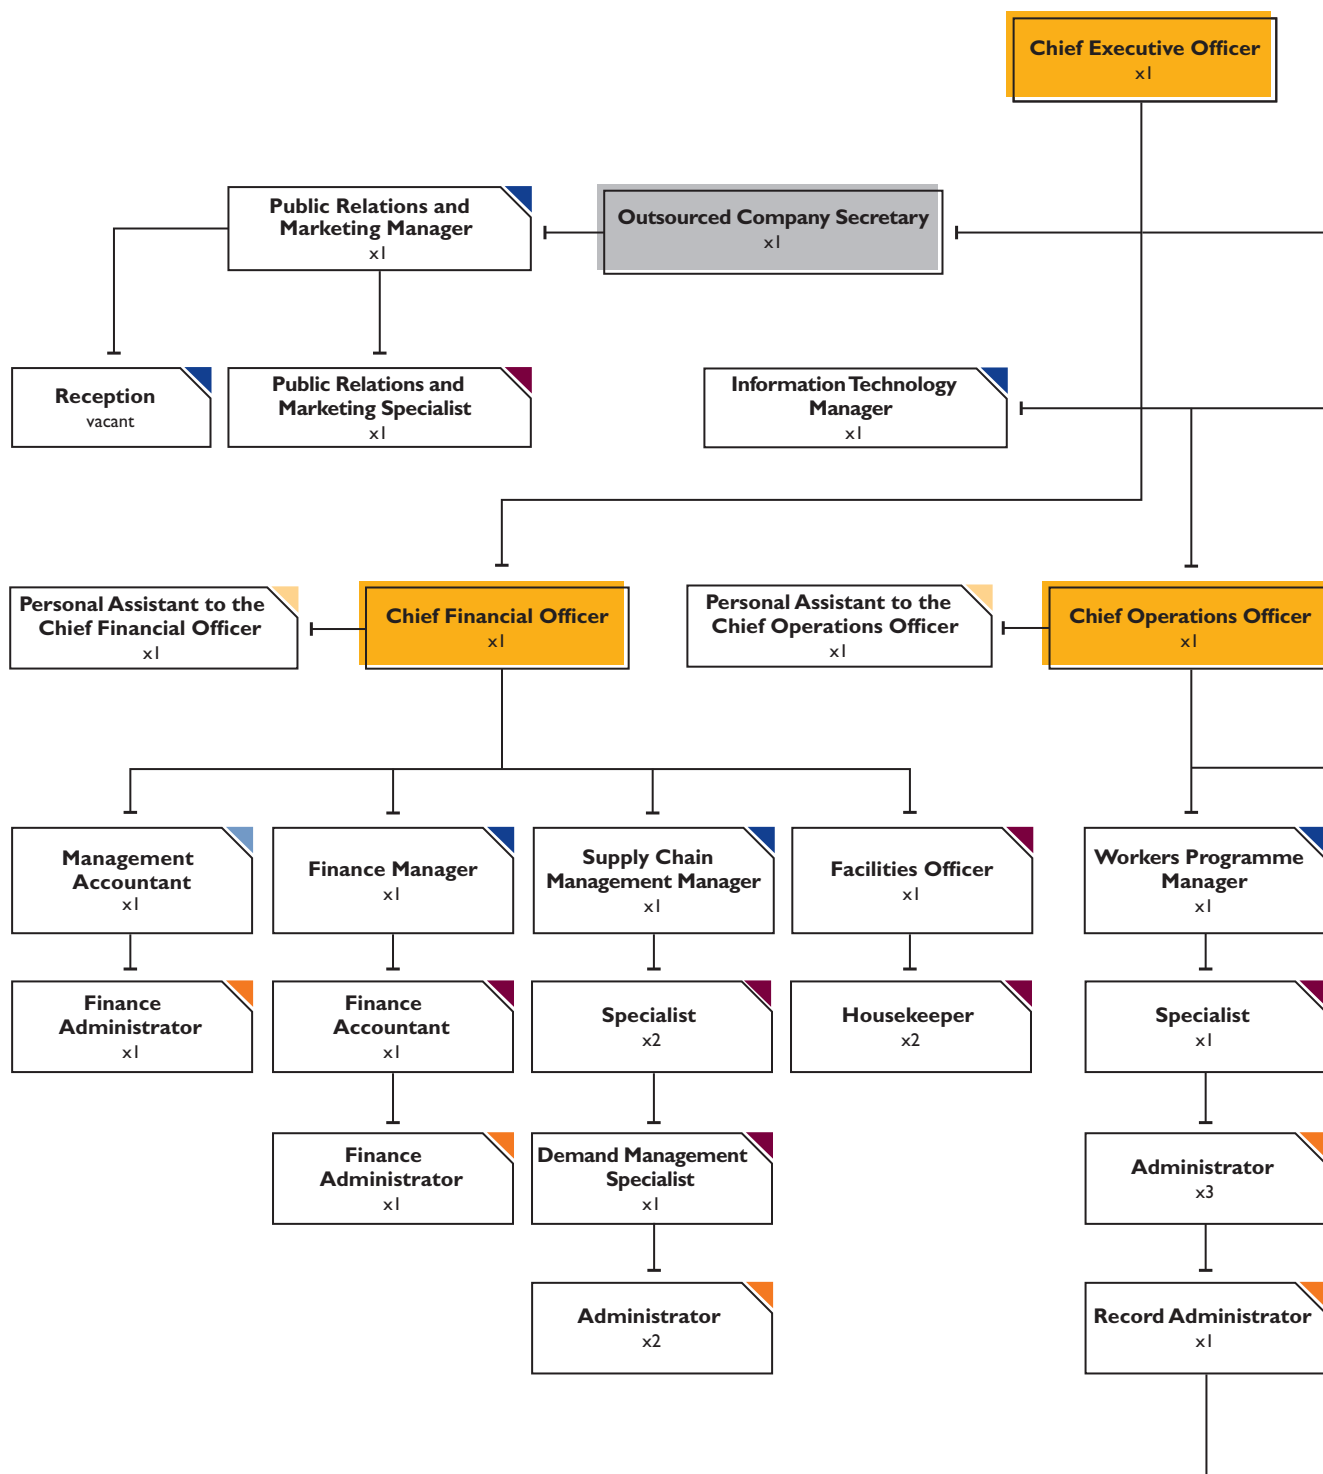 Chief Executive Officer
x1
Public Relations and
Marketing Manager
x1
Outsourced Company Secretary
x1
Reception
vacant
Public Relations and
Marketing Specialist
x1
Information Technology
Manager
x1
Personal Assistant to the
Chief Financial Officer
x1
Chief Financial Officer
x1
Personal Assistant to the
Chief Operations Officer
x1
Chief Operations Officer
x1
Management
Accountant
x1
Finance Manager
x1
Supply Chain
Management Manager
x1
Facilities Officer
x1
Workers Programme
Manager
x1
Finance
Administrator
x1
Finance
Accountant
x1
Specialist
x2
Housekeeper
x2
Specialist
x1
Finance
Administrator
x1
Demand Management
Specialist
x1
Administrator
x3
Administrator
x2
Record Administrator
x1